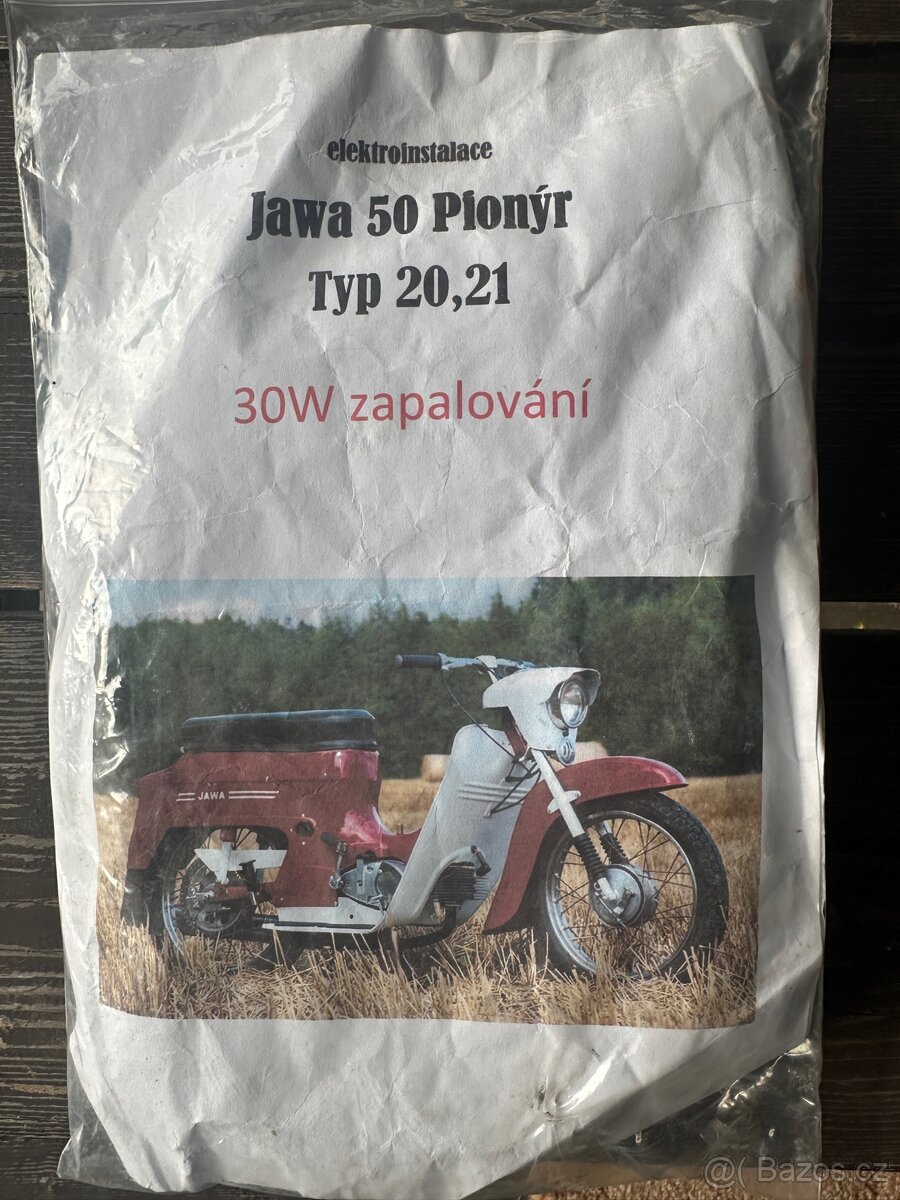 elektroinstalace
Jawa 50 Pionýr
Typ 20,21
30W zapalování
JAWA
@( Bazos.cz